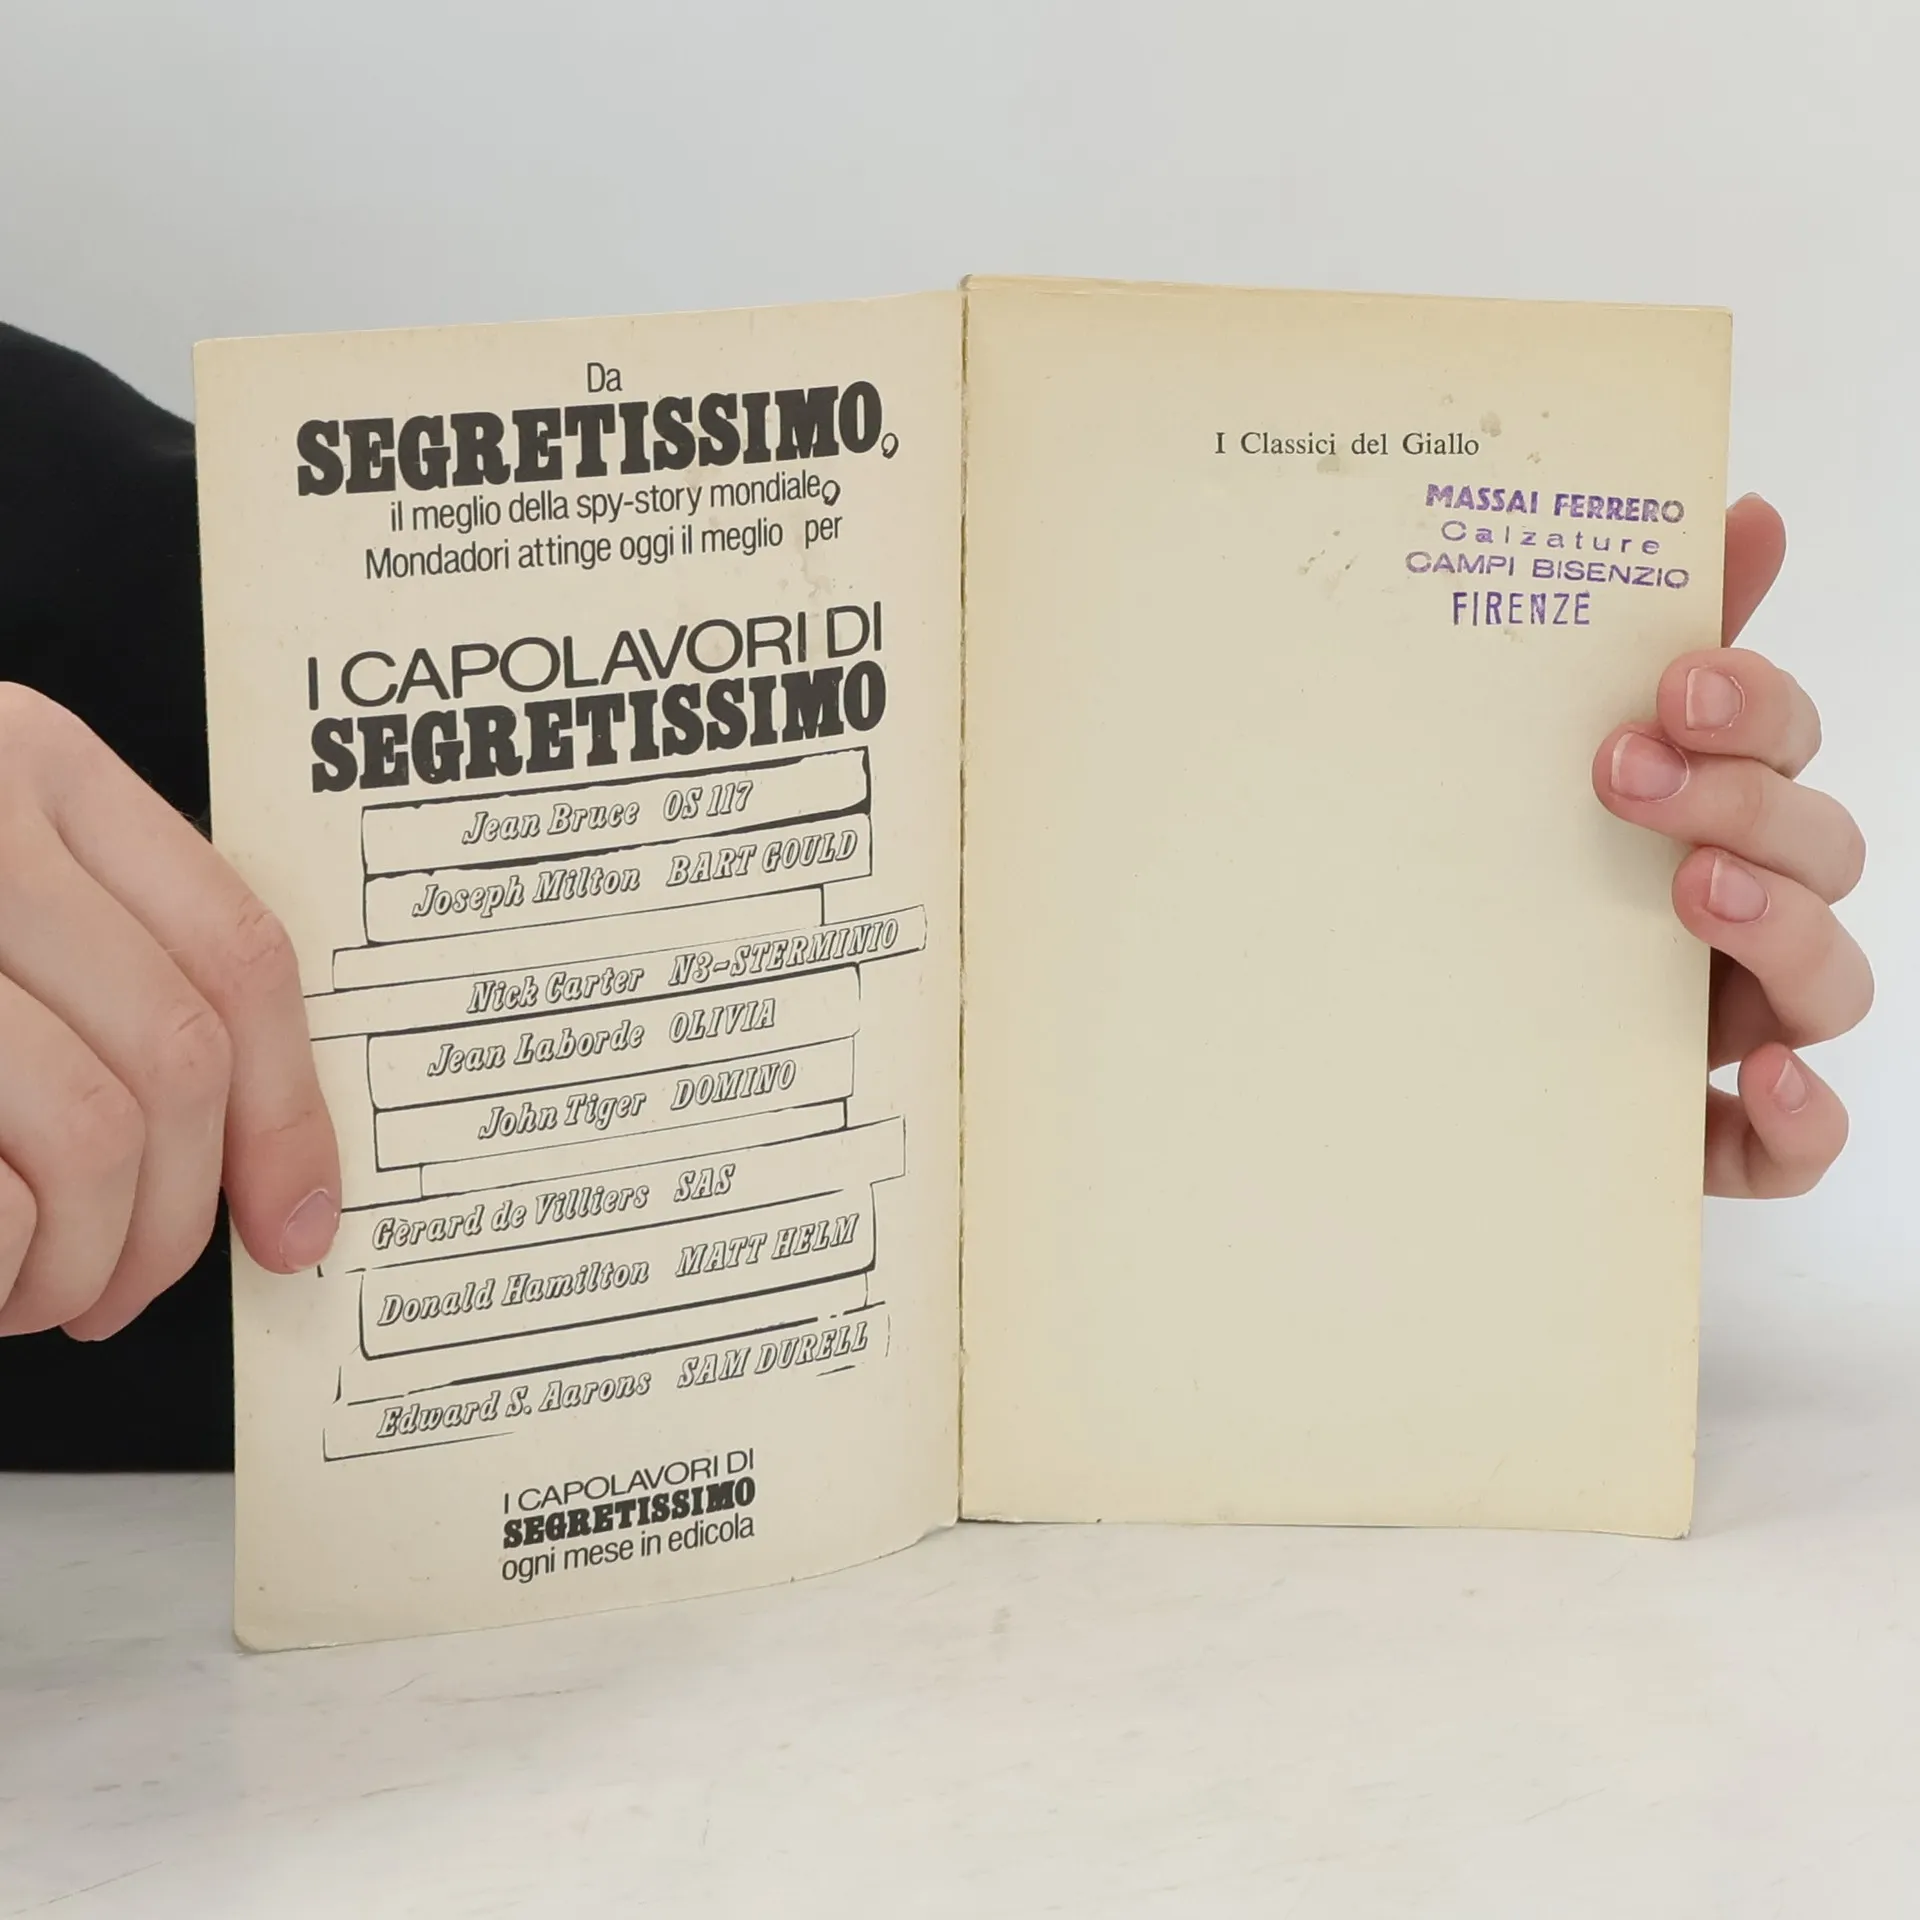 Da
SEGRETISSIMO,
il meglio della spy-story mondiale,
Mondadori attinge oggi il meglio per
I CAPOLAVORI DI
SEGRETISSIMO
Jean Bruce OS 117
Joseph Milton BART GOULD
Nick Carter N3-STERMINIO
Jean Laborde OLIVIA
John Tiger DOMINO
Gèrard de Villiers SAS
Donald Hamilton MATT HELM
Edward S. Aarons SAM DURELL
I CAPOLAVORI DI
SEGRETISSIMO
ogni mese in edicola
I Classici del Giallo
MASSAI FERRERO
Calzature
CAMPI BISENZIO
FIRENZE